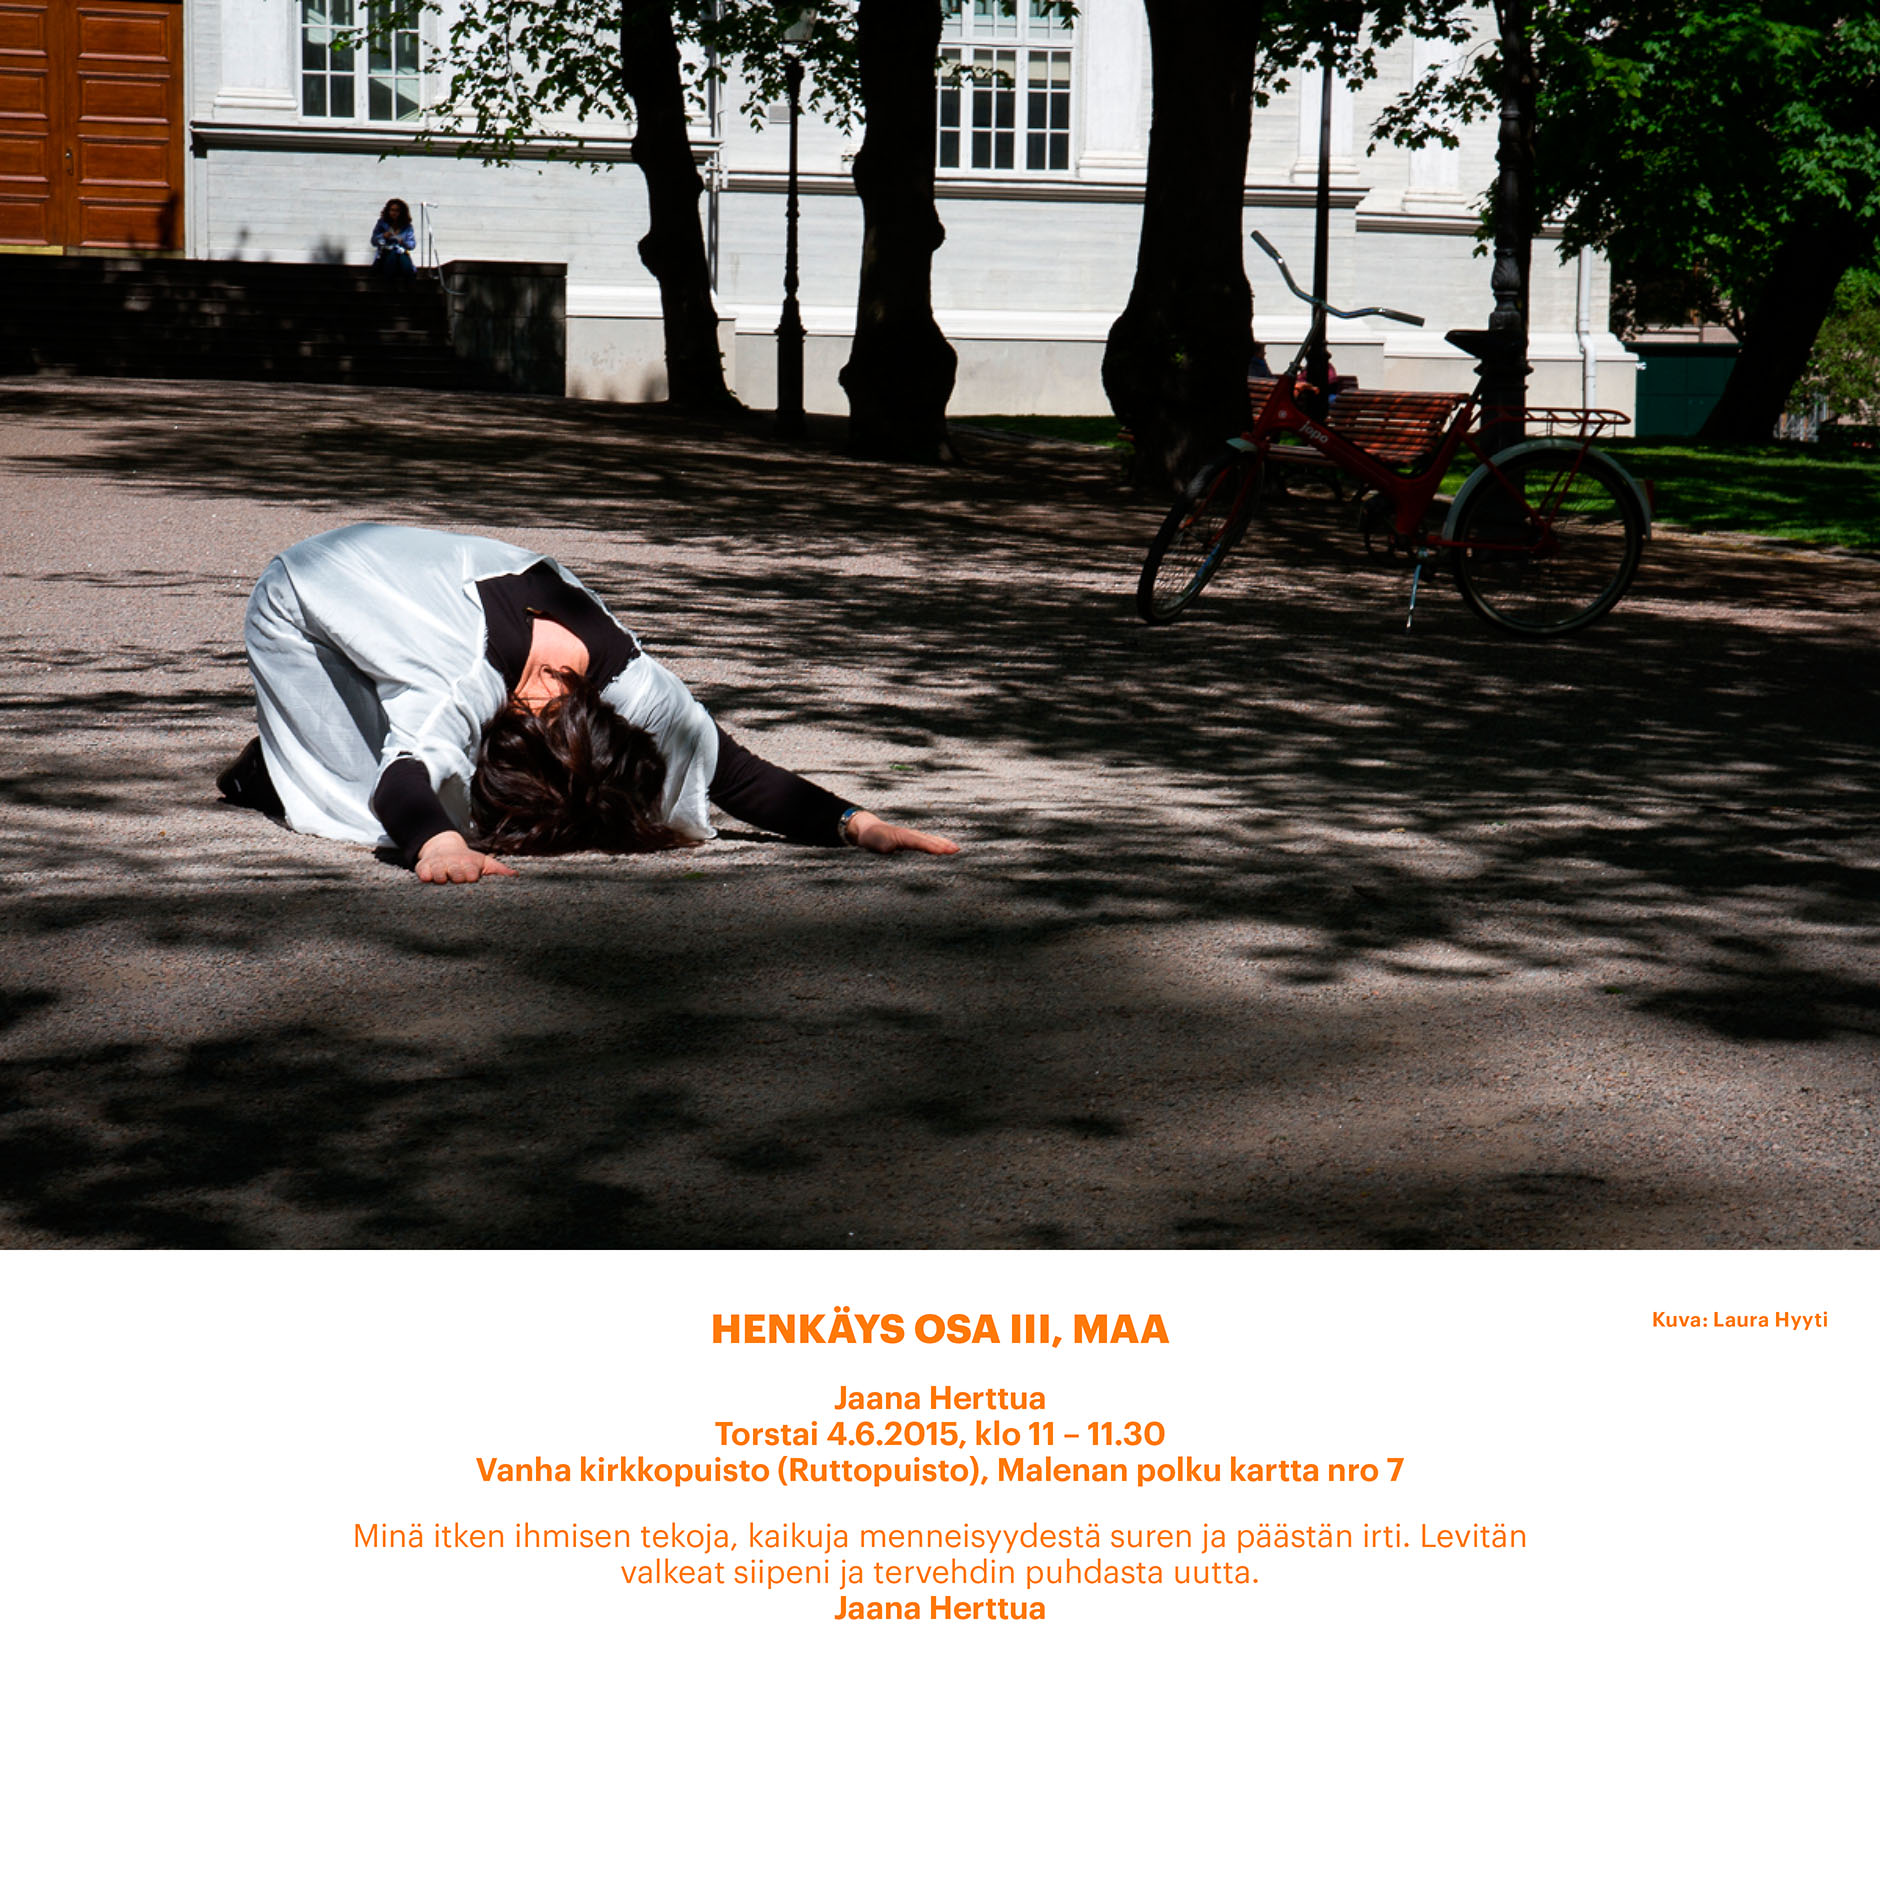 Jopo
HENKÄYS OSA III, MAA
Kuva: Laura Hyyti
Jaana Herttua
Torstai 4.6.2015, klo 11 – 11.30
Vanha kirkkopuisto (Ruttopuisto), Malenan polku kartta nro 7
Minä itken ihmisen tekoja, kaikuja menneisyydestä suren ja päästän irti. Levitän
valkeat siipeni ja tervehdin puhdasta uutta.
Jaana Herttua